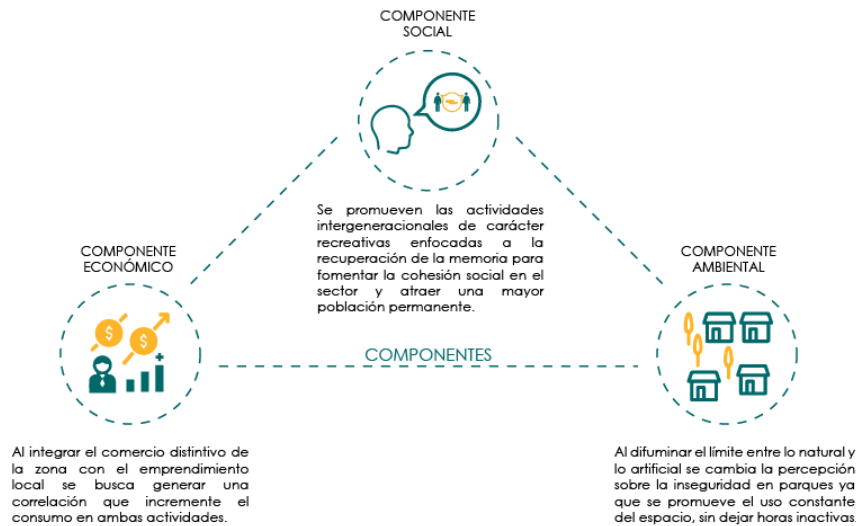 COMPONENTE
SOCIAL
Se promueven las actividades
intergeneracionales de carácter
recreativas enfocadas a la
recuperación de la memoria para
fomentar la cohesión social en el
sector y atraer una mayor
población permanente.
COMPONENTE
ECONÓMICO
$
$
COMPONENTES
COMPONENTE
AMBIENTAL
Al integrar el comercio distintivo de
la zona con el emprendimiento
local se busca generar una
correlación que incremente el
consumo en ambas actividades.
Al difuminar el límite entre lo natural y
lo artificial se cambia la percepción
sobre la inseguridad en parques ya
que se promueve el uso constante
del espacio, sin dejar horas inactivas